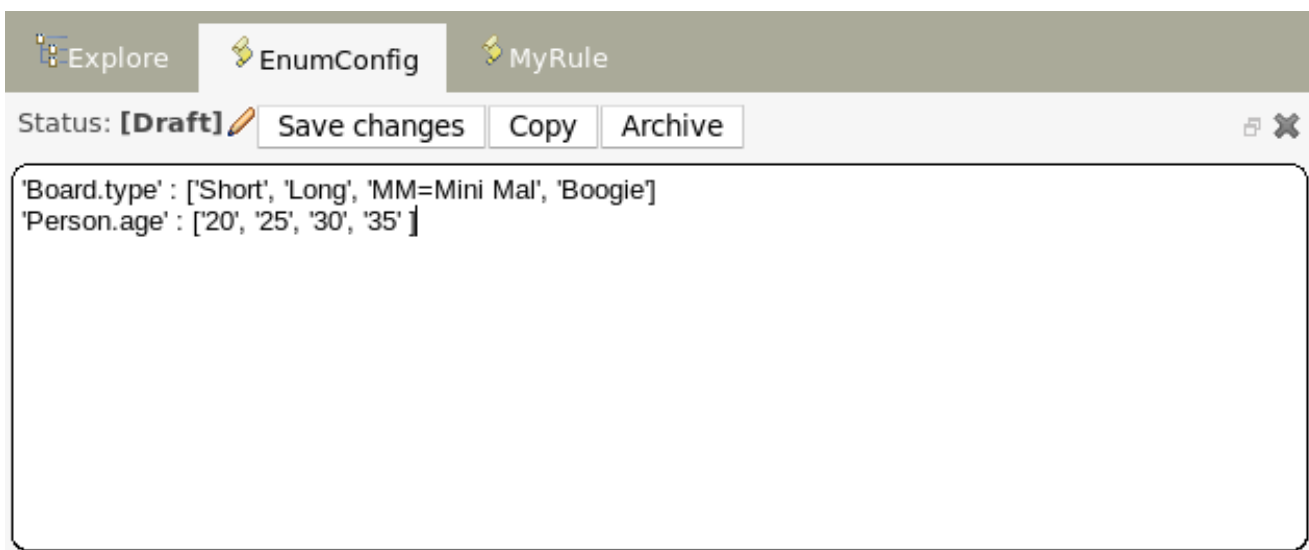 Explore EnumConfig MyRule
Status: [Draft] Save changes Copy Archive
'Board.type' : ['Short', 'Long', 'MM=Mini Mal', 'Boogie']
'Person.age' : ['20', '25', '30', '35' ]